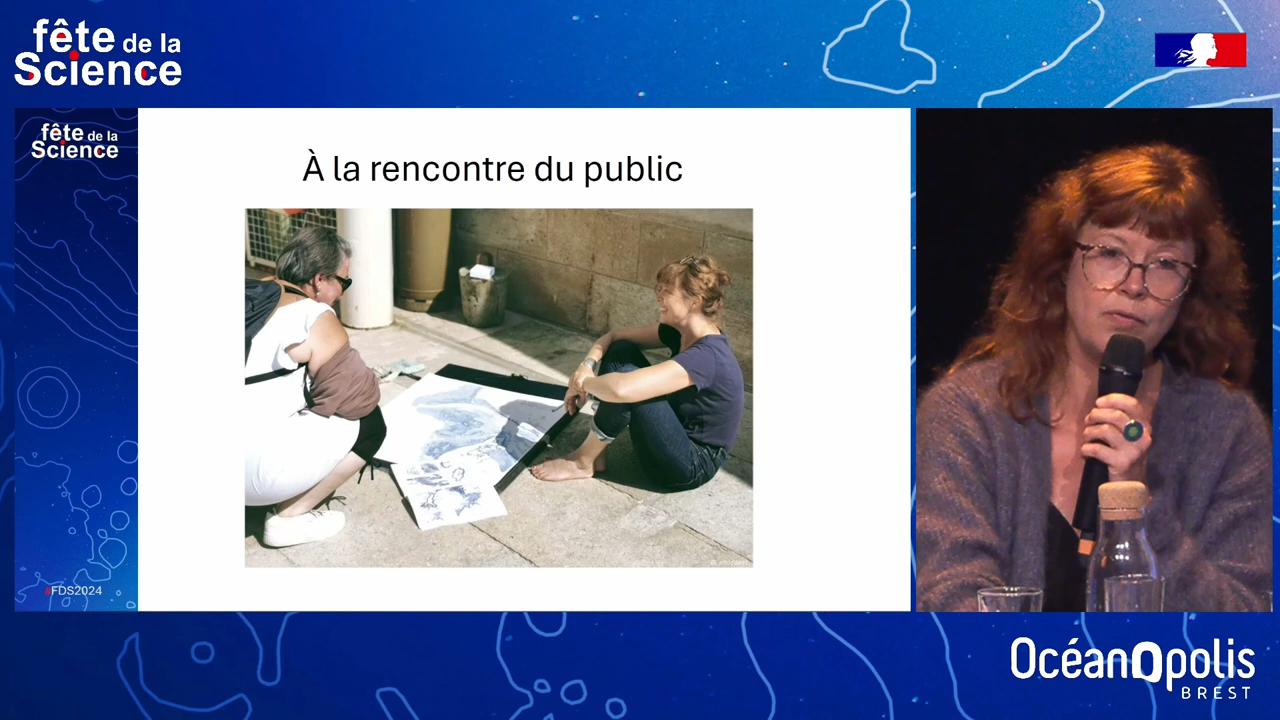 fête de la
Science
fête de la
Science
À la rencontre du public
#FDS2024
OcéanOpolis
BREST